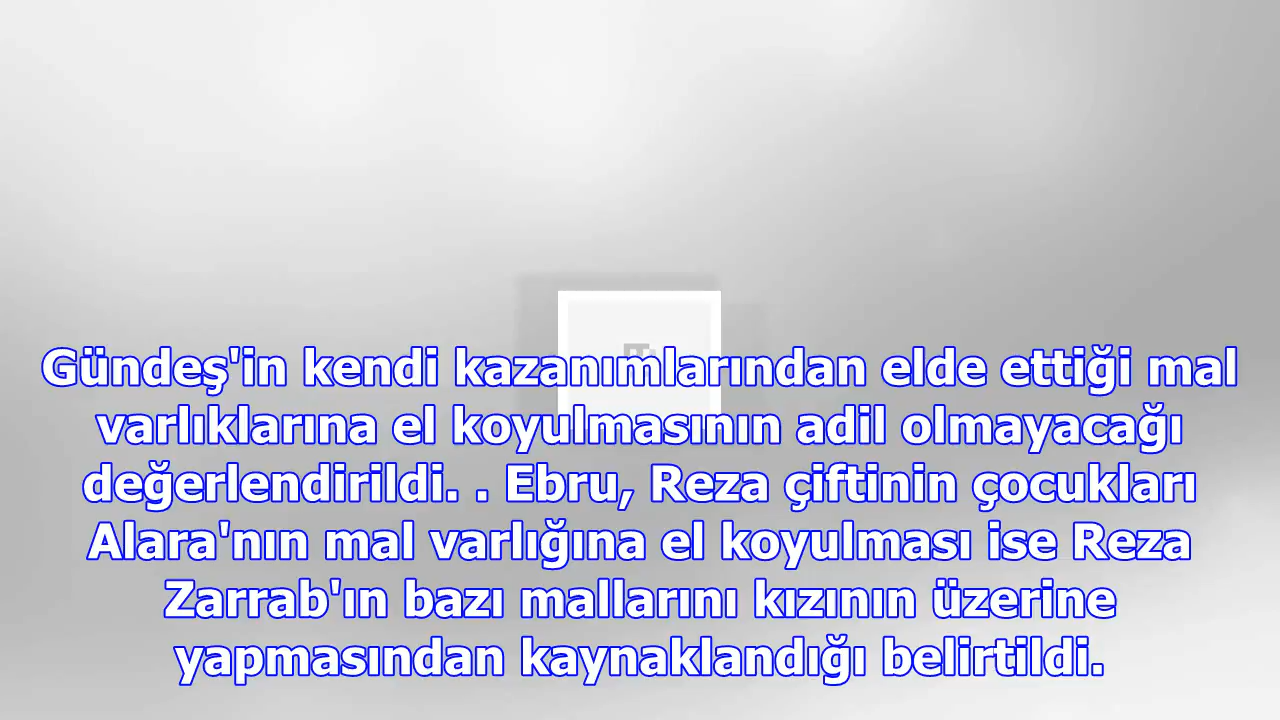 Gündeş'in kendi kazanımlarından elde ettiği mal
varlıklarına el koyulmasının adil olmayacağı
değerlendirildi. . Ebru, Reza çiftinin çocukları
Alara'nın mal varlığına el koyulması ise Reza
Zarrab'ın bazı mallarını kızının üzerine
yapmasından kaynaklandığı belirtildi.